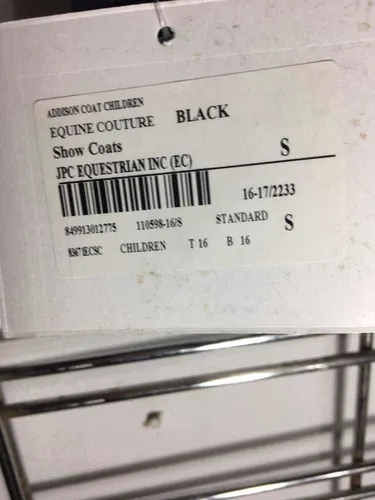 ADDISON COAT CHILDREN
EQUINE COUTURE BLACK
Show Coats
JPC EQUESTRIAN INC (EC) S
16-17/2233
849913012775 110598-16/S STANDARD S
8367IECSC CHILDREN T 16 B 16